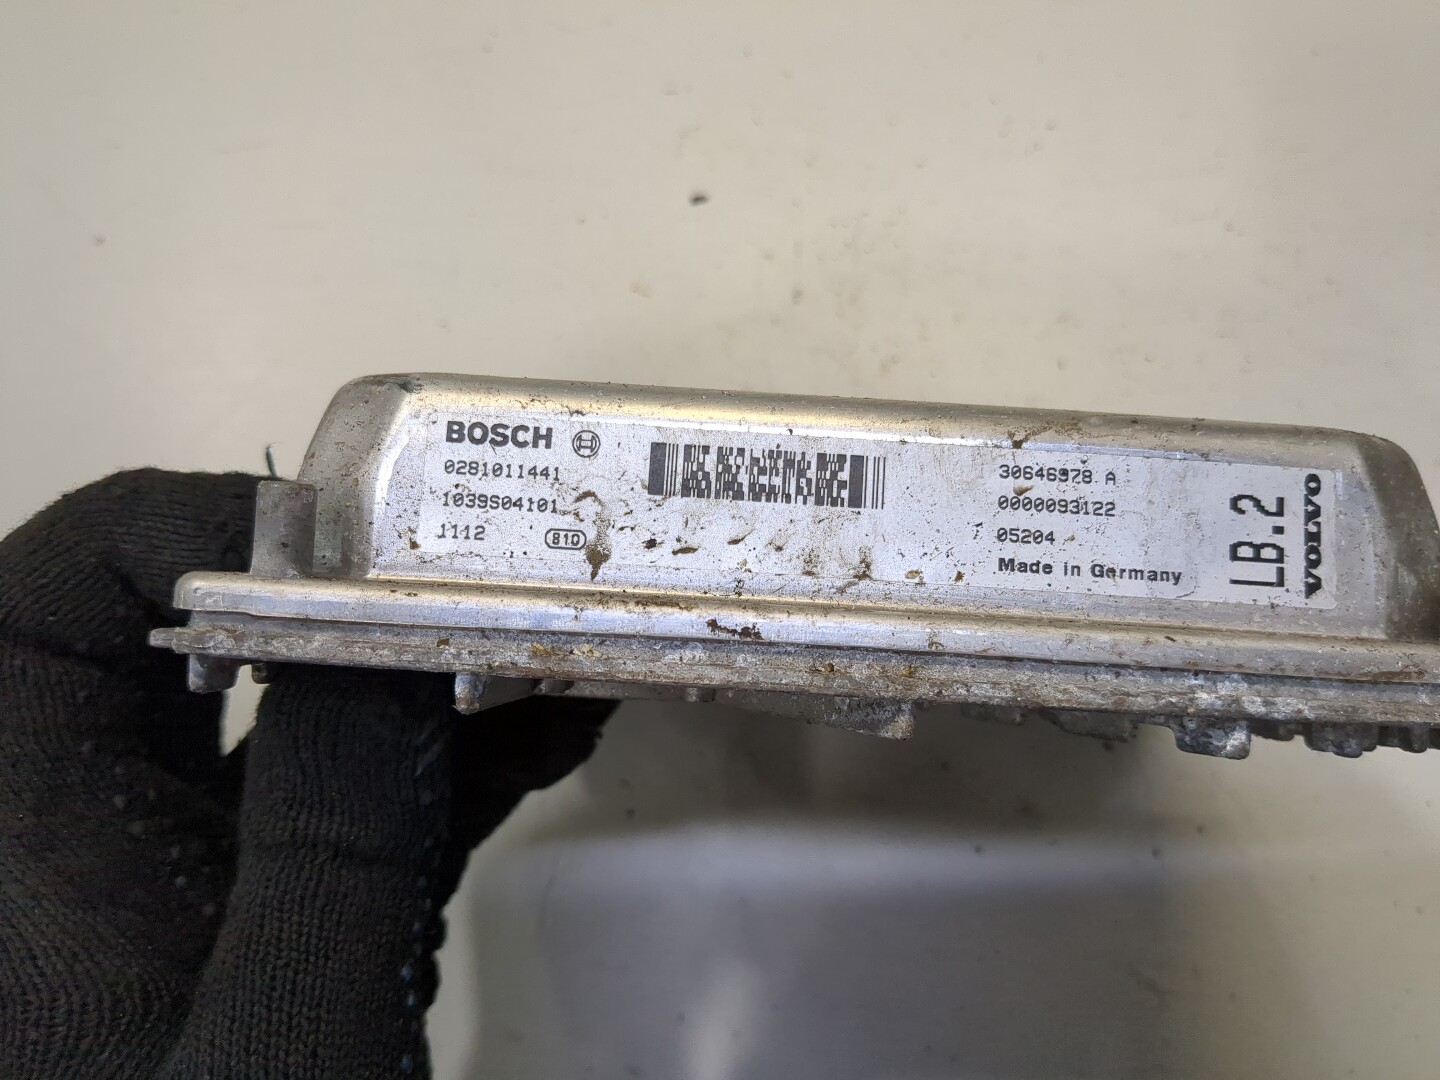 BOSCH
0281011441
1039S04101
1112
810
30646978 A
0000093122
05204
Made in Germany
LB.2
VOLVO